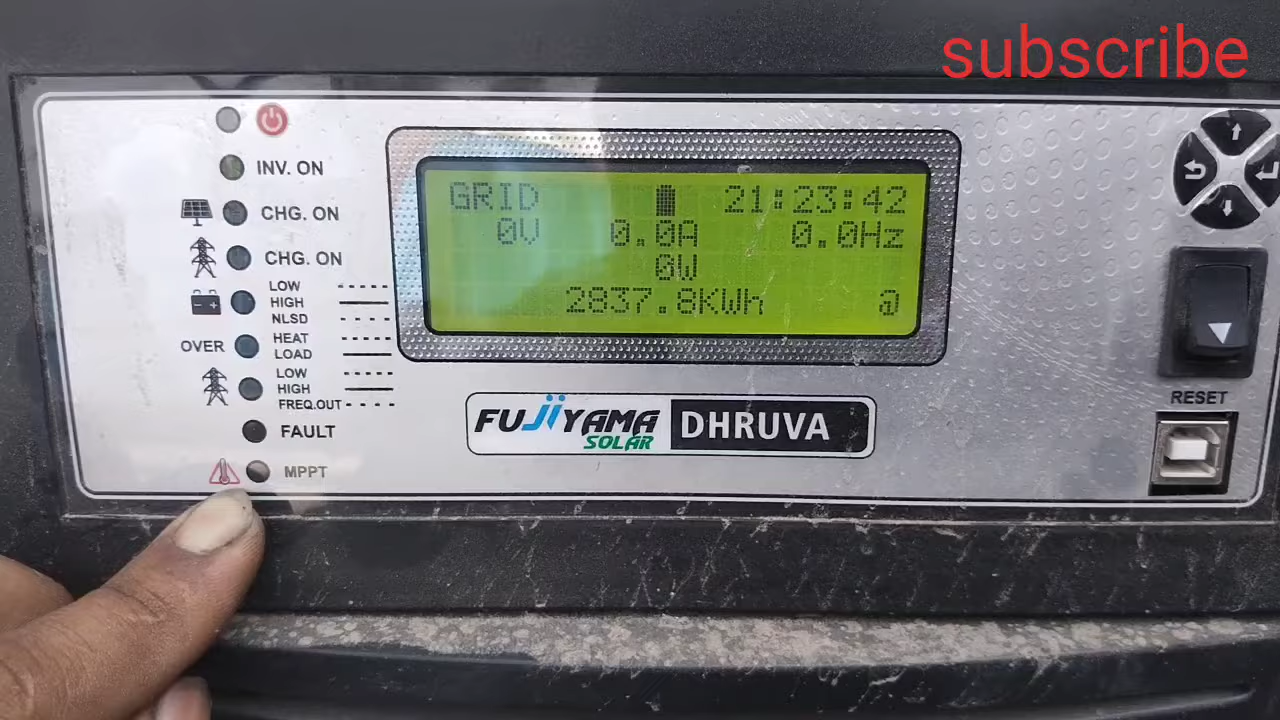 subscribe
INV. ON
CHG. ON
CHG. ON
LOW
HIGH
NLSD
OVER
HEAT
LOAD
LOW
HIGH
FREQ.OUT
FAULT
MPPT
GRID 21:23:42
0V 0.0A 0.0Hz
0W
2837.8KWh @
FUJIYAMA
SOLAR
DHRUVA
RESET